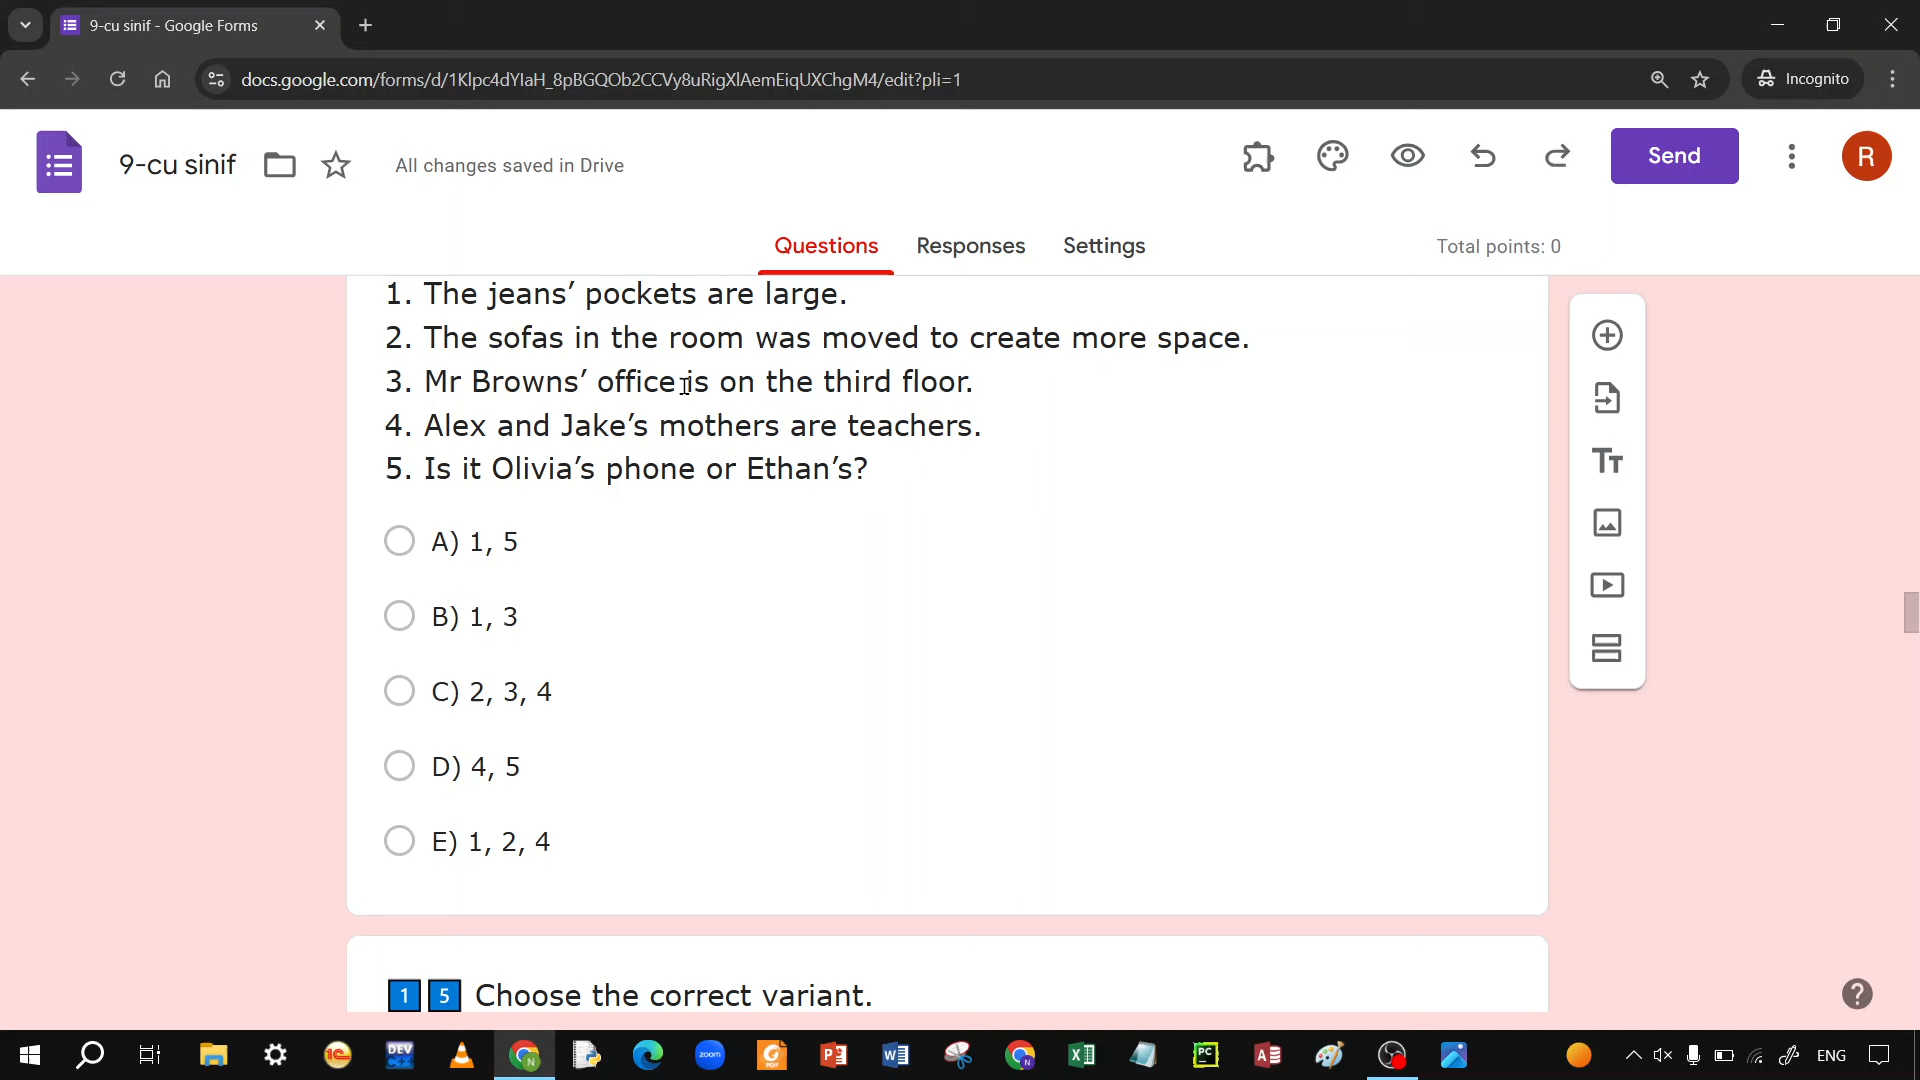 9-cu sinif - Google Forms
docs.google.com/forms/d/1Klpc4dYIaH_8pBGQOb2CCVy8uRigXlAemEiqUXChgM4/edit?pli=1
Incognito
9-cu sinif
All changes saved in Drive
Send
R
Questions
Responses
Settings
Total points: 0
1. The jeans’ pockets are large.
2. The sofas in the room was moved to create more space.
3. Mr Browns’ office is on the third floor.
4. Alex and Jake’s mothers are teachers.
5. Is it Olivia’s phone or Ethan’s?
A) 1, 5
B) 1, 3
C) 2, 3, 4
D) 4, 5
E) 1, 2, 4
1 5 Choose the correct variant.
ENG